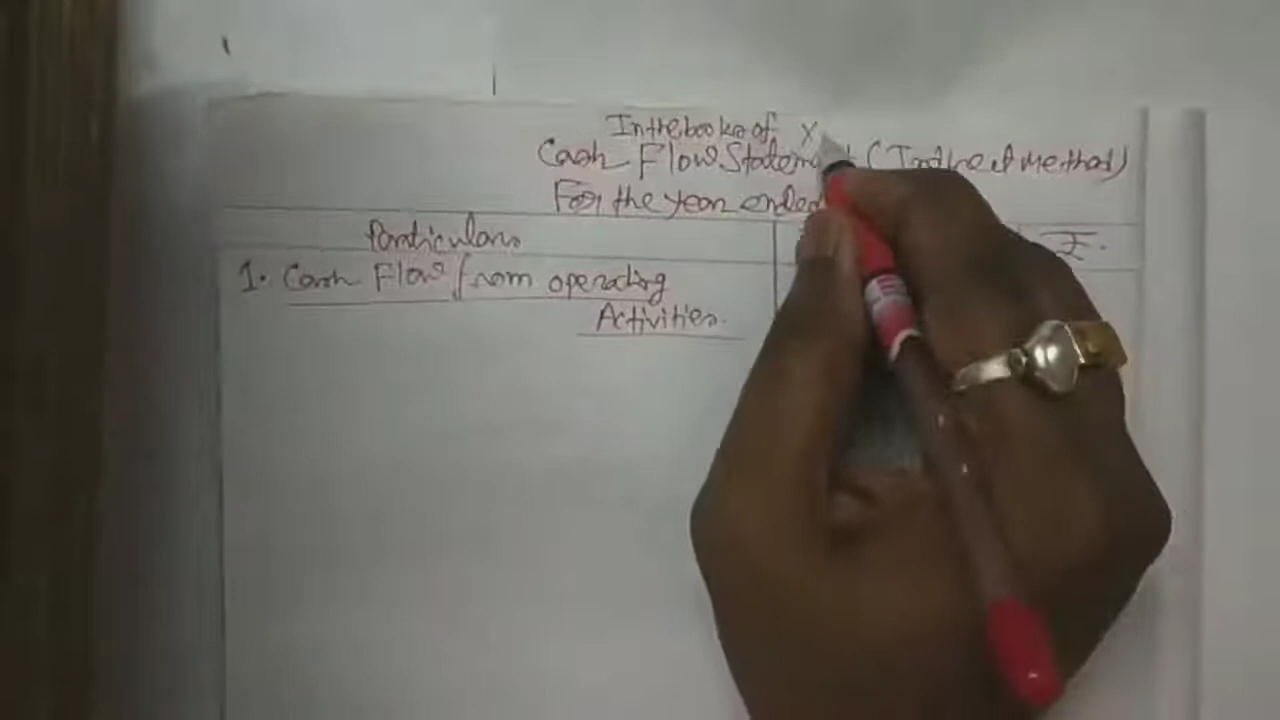 In the books of X
Cash Flow Statement (Indirect Method)
For the year ended
Particulars ₹.
1. Cash Flow from operating
Activities.